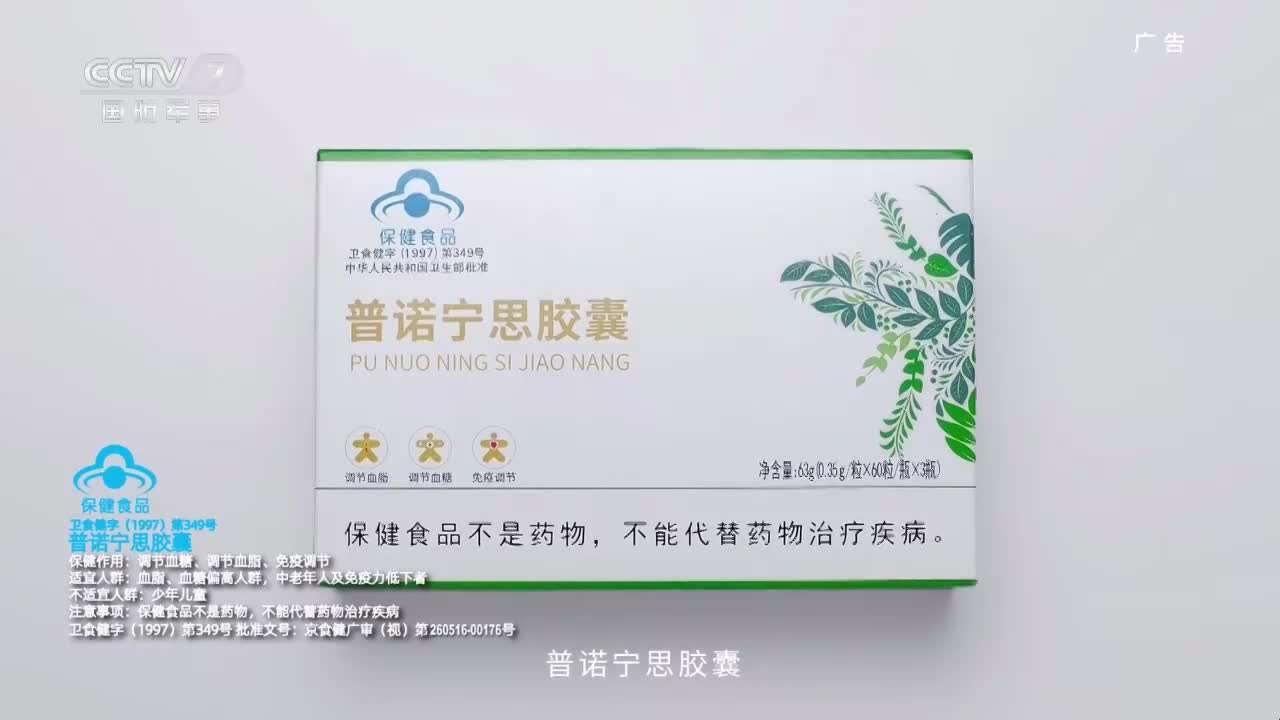 CCTV 7
国防军事
广告
保健食品
卫食健字(1997)第349号
中华人民共和国卫生部批准
普诺宁思胶囊
PU NUO NING SI JIAO NANG
调节血脂 调节血糖 免疫调节
净含量:63g(0.35g/粒×60粒/瓶×3瓶)
保健食品不是药物，不能代替药物治疗疾病。
保健食品
卫食健字（1997）第349号
普诺宁思胶囊
保健作用：调节血糖、调节血脂、免疫调节
适宜人群：血脂、血糖偏高人群，中老年人及免疫力低下者
不适宜人群：少年儿童
注意事项：保健食品不是药物，不能代替药物治疗疾病
卫食健字（1997）第349号 批准文号：京食健广审（视）第260516-00176号
普诺宁思胶囊